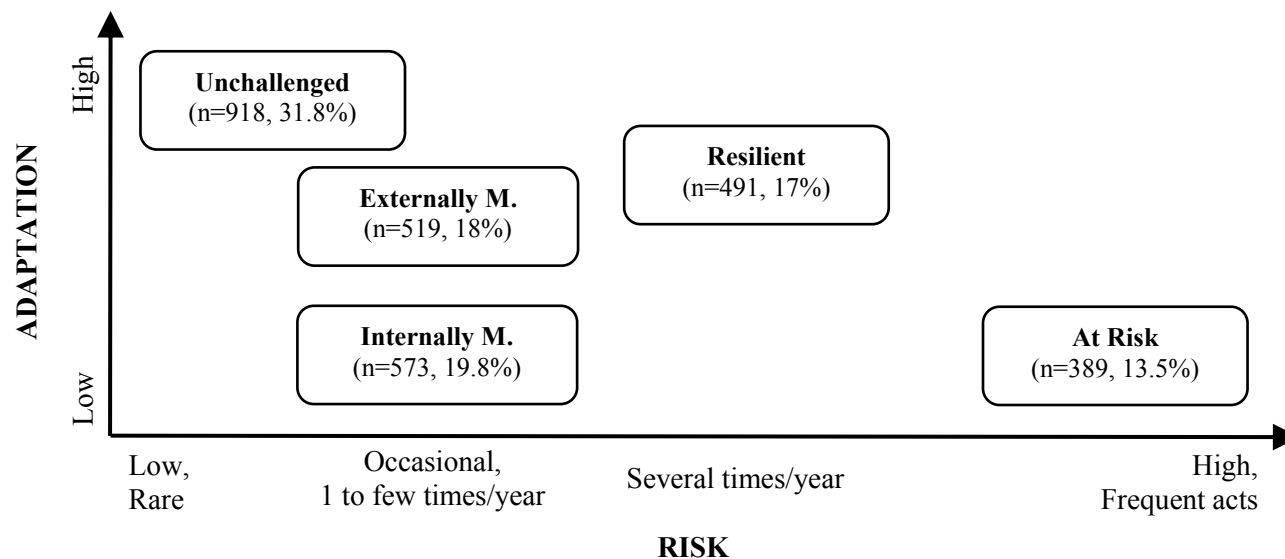 High
Low
ADAPTATION
Unchallenged
(n=918, 31.8%)
Externally M.
(n=519, 18%)
Internally M.
(n=573, 19.8%)
Resilient
(n=491, 17%)
At Risk
(n=389, 13.5%)
Low,
Rare
Occasional,
1 to few times/year
Several times/year
High,
Frequent acts
RISK